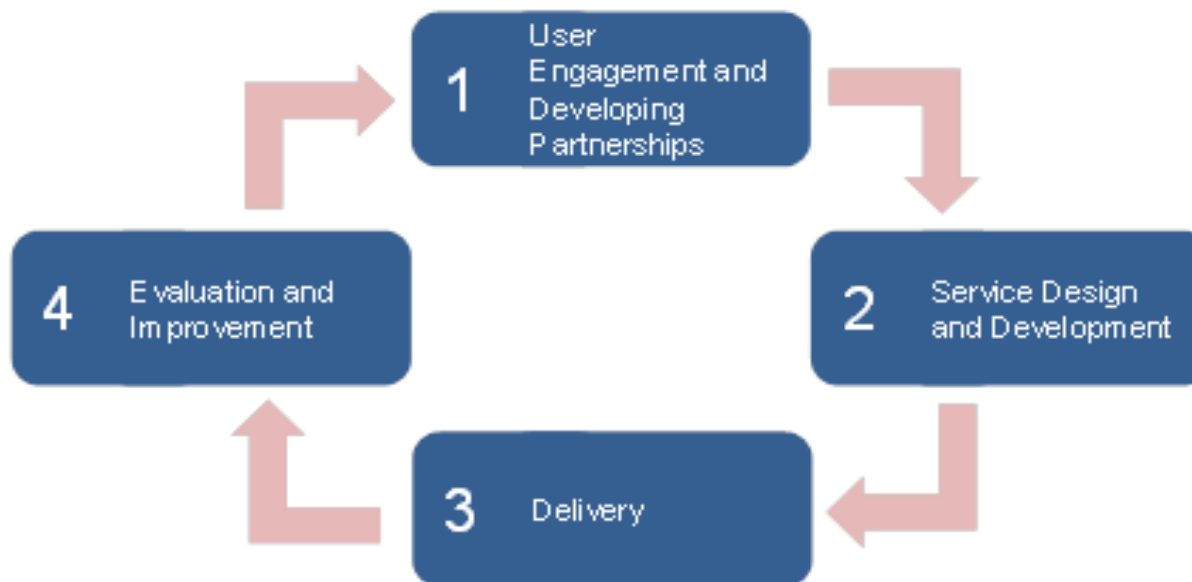 1
User
Engagement and
Developing
Partnerships
2
Service Design
and Development
3
Delivery
4
Evaluation and
Improvement